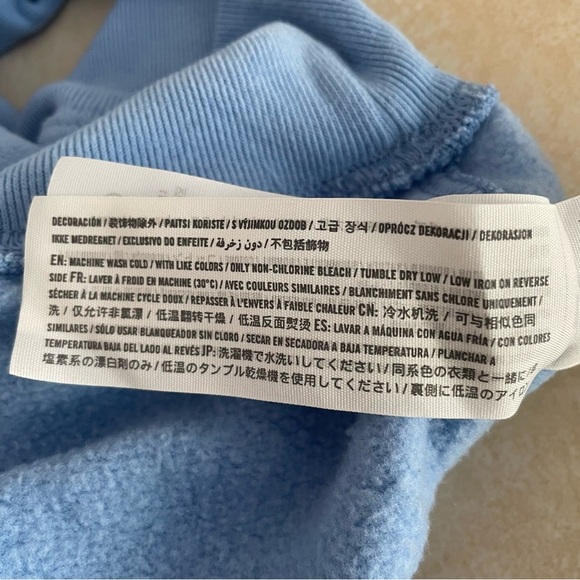 DECORACIÓN / 装饰物除外 / PAITSI KORISTE / S VÝJIMKOU OZDOB / 고급 장식 / OPRÓCZ DEKORACJI / DEKORASJON
IKKE MEDREGNET / EXCLUSIVO DO ENFEITE / دون زخرفة / 不包括飾物
EN: MACHINE WASH COLD / WITH LIKE COLORS / ONLY NON-CHLORINE BLEACH / TUMBLE DRY LOW / LOW IRON ON REVERSE
SIDE FR: LAVER À FROID EN MACHINE (30°C) / AVEC COULEURS SIMILAIRES / BLANCHIMENT SANS CHLORE UNIQUEMENT /
SÉCHER À LA MACHINE CYCLE DOUX / REPASSER À L'ENVERS À FAIBLE CHALEUR CN: 冷水机洗 / 可与相似色同
洗 / 仅允许非氯漂 / 低温翻转干燥 / 低温反面熨烫 ES: LAVAR A MÁQUINA CON AGUA FRÍA / CON COLORES
SIMILARES / SÓLO USAR BLANQUEADOR SIN CLORO / SECAR EN SECADORA A BAJA TEMPERATURA / PLANCHAR A
TEMPERATURA BAJA DEL LADO AL REVÉS JP: 洗濯機で水洗いしてください / 同系色の衣類と一緒に
塩素系の漂白剤のみ / 低温のタンブル乾燥機を使用してください / 裏側に低温のアイロ